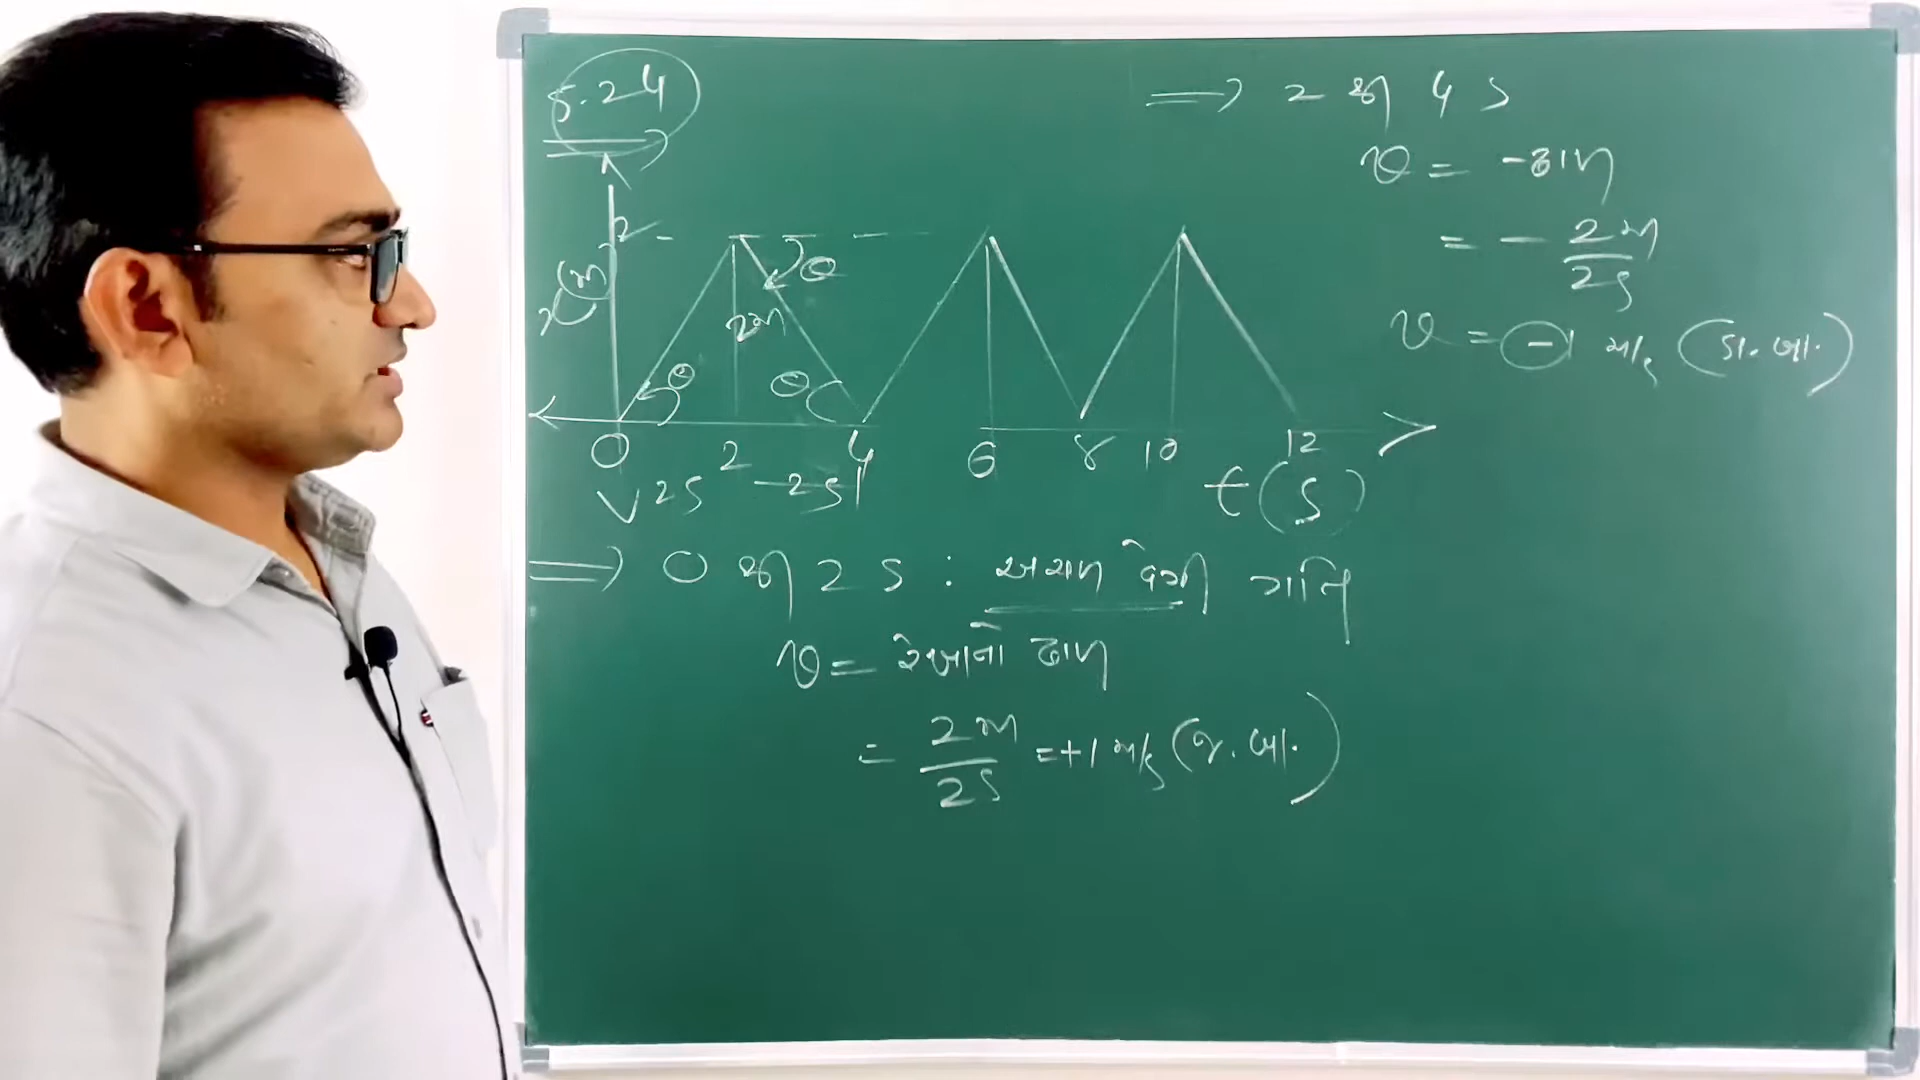 5.24
x (m)
2
θ
2m
θ
θ
0 2 4 6 8 10 12
2s 2s t (s)
⇒ 0 થી 2 s : અચળ વેગી ગતિ
v = રેખાનો ઢાળ
= 2m/2s = +1 m/s (જ. બા.)
⇒ 2 થી 4 s
v = -ઢાળ
= - 2m/2s
v = -1 m/s (ડા. બા.)